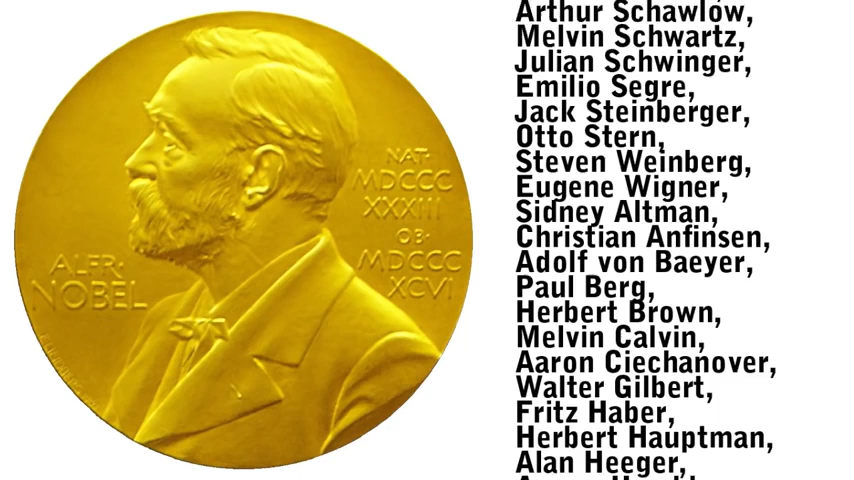 ALFR·
NOBEL
NAT·
MDCCC
XXXIII
OB·
MDCCC
XCVI
Arthur Schawlow,
Melvin Schwartz,
Julian Schwinger,
Emilio Segre,
Jack Steinberger,
Otto Stern,
Steven Weinberg,
Eugene Wigner,
Sidney Altman,
Christian Anfinsen,
Adolf von Baeyer,
Paul Berg,
Herbert Brown,
Melvin Calvin,
Aaron Ciechanover,
Walter Gilbert,
Fritz Haber,
Herbert Hauptman,
Alan Heeger,